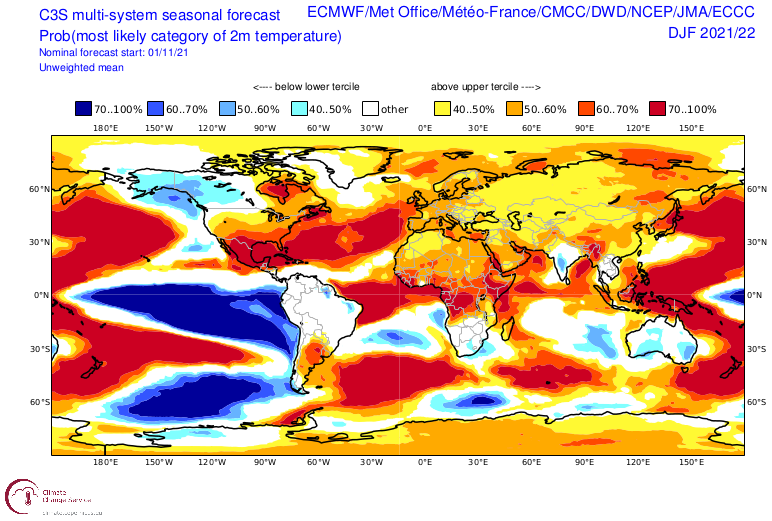 C3S multi-system seasonal forecast ECMWF/Met Office/Météo-France/CMCC/DWD/NCEP/JMA/ECCC
Prob(most likely category of 2m temperature) DJF 2021/22
Nominal forecast start: 01/11/21
Unweighted mean
<---- below lower tercile above upper tercile ---->
70..100% 60..70% 50..60% 40..50% other 40..50% 50..60% 60..70% 70..100%
180°E 150°W 120°W 90°W 60°W 30°W 0°E 30°E 60°E 90°E 120°E 150°E
60°N 60°N
30°N 30°N
0°N 0°N
30°S 30°S
60°S 60°S
180°E 150°W 120°W 90°W 60°W 30°W 0°E 30°E 60°E 90°E 120°E 150°E
Climate
Change Service